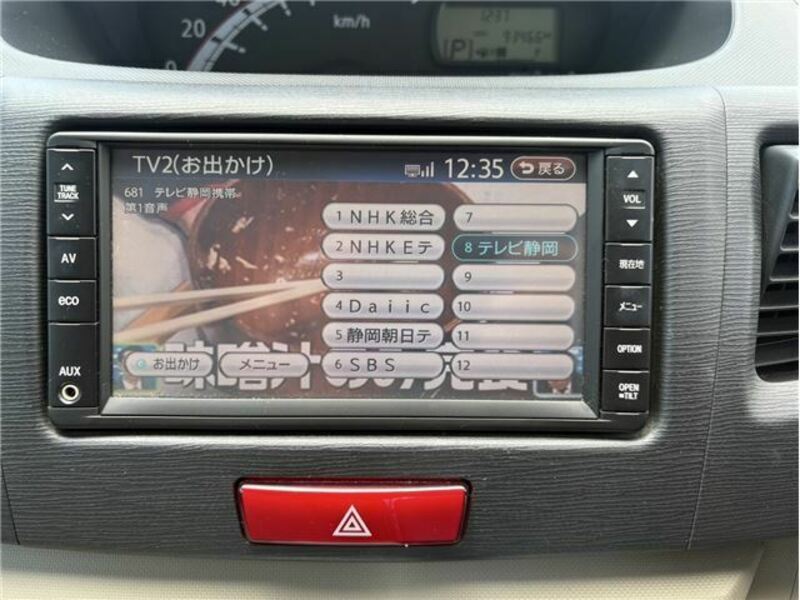 20
km/h
0
12:37
93466
P
TV2(お出かけ)
12:35
戻る
681 テレビ静岡携帯
第1音声
1 NHK総合
2 NHKEテ
3
4 Daiic
5 静岡朝日テ
6 SBS
7
8 テレビ静岡
9
10
11
12
お出かけ
メニュー
TUNE
TRACK
AV
eco
AUX
VOL
現在地
メニュー
OPTION
OPEN
TILT